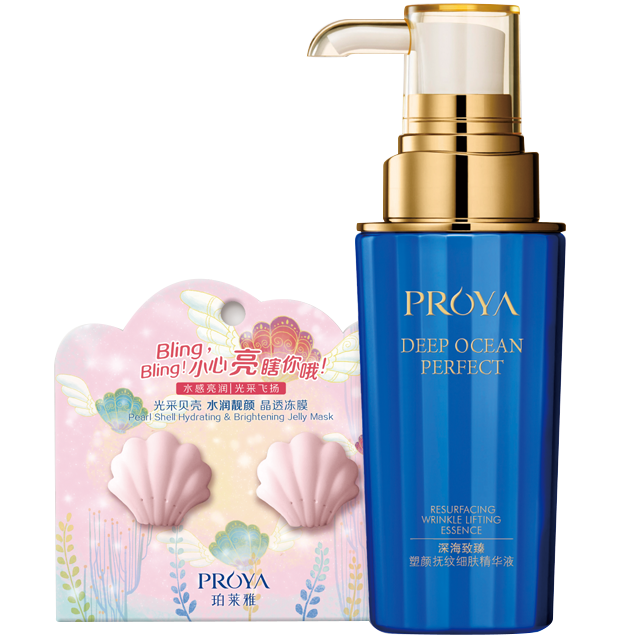 Bling,
Bling!小心亮瞎你哦!
水感亮润|光采飞扬
光采贝壳 水润靓颜 晶透冻膜
Pearl Shell Hydrating & Brightening Jelly Mask
PROYA
珀莱雅
PROYA
DEEP OCEAN
PERFECT
RESURFACING
WRINKLE LIFTING
ESSENCE
深海致臻
塑颜抚纹细肤精华液